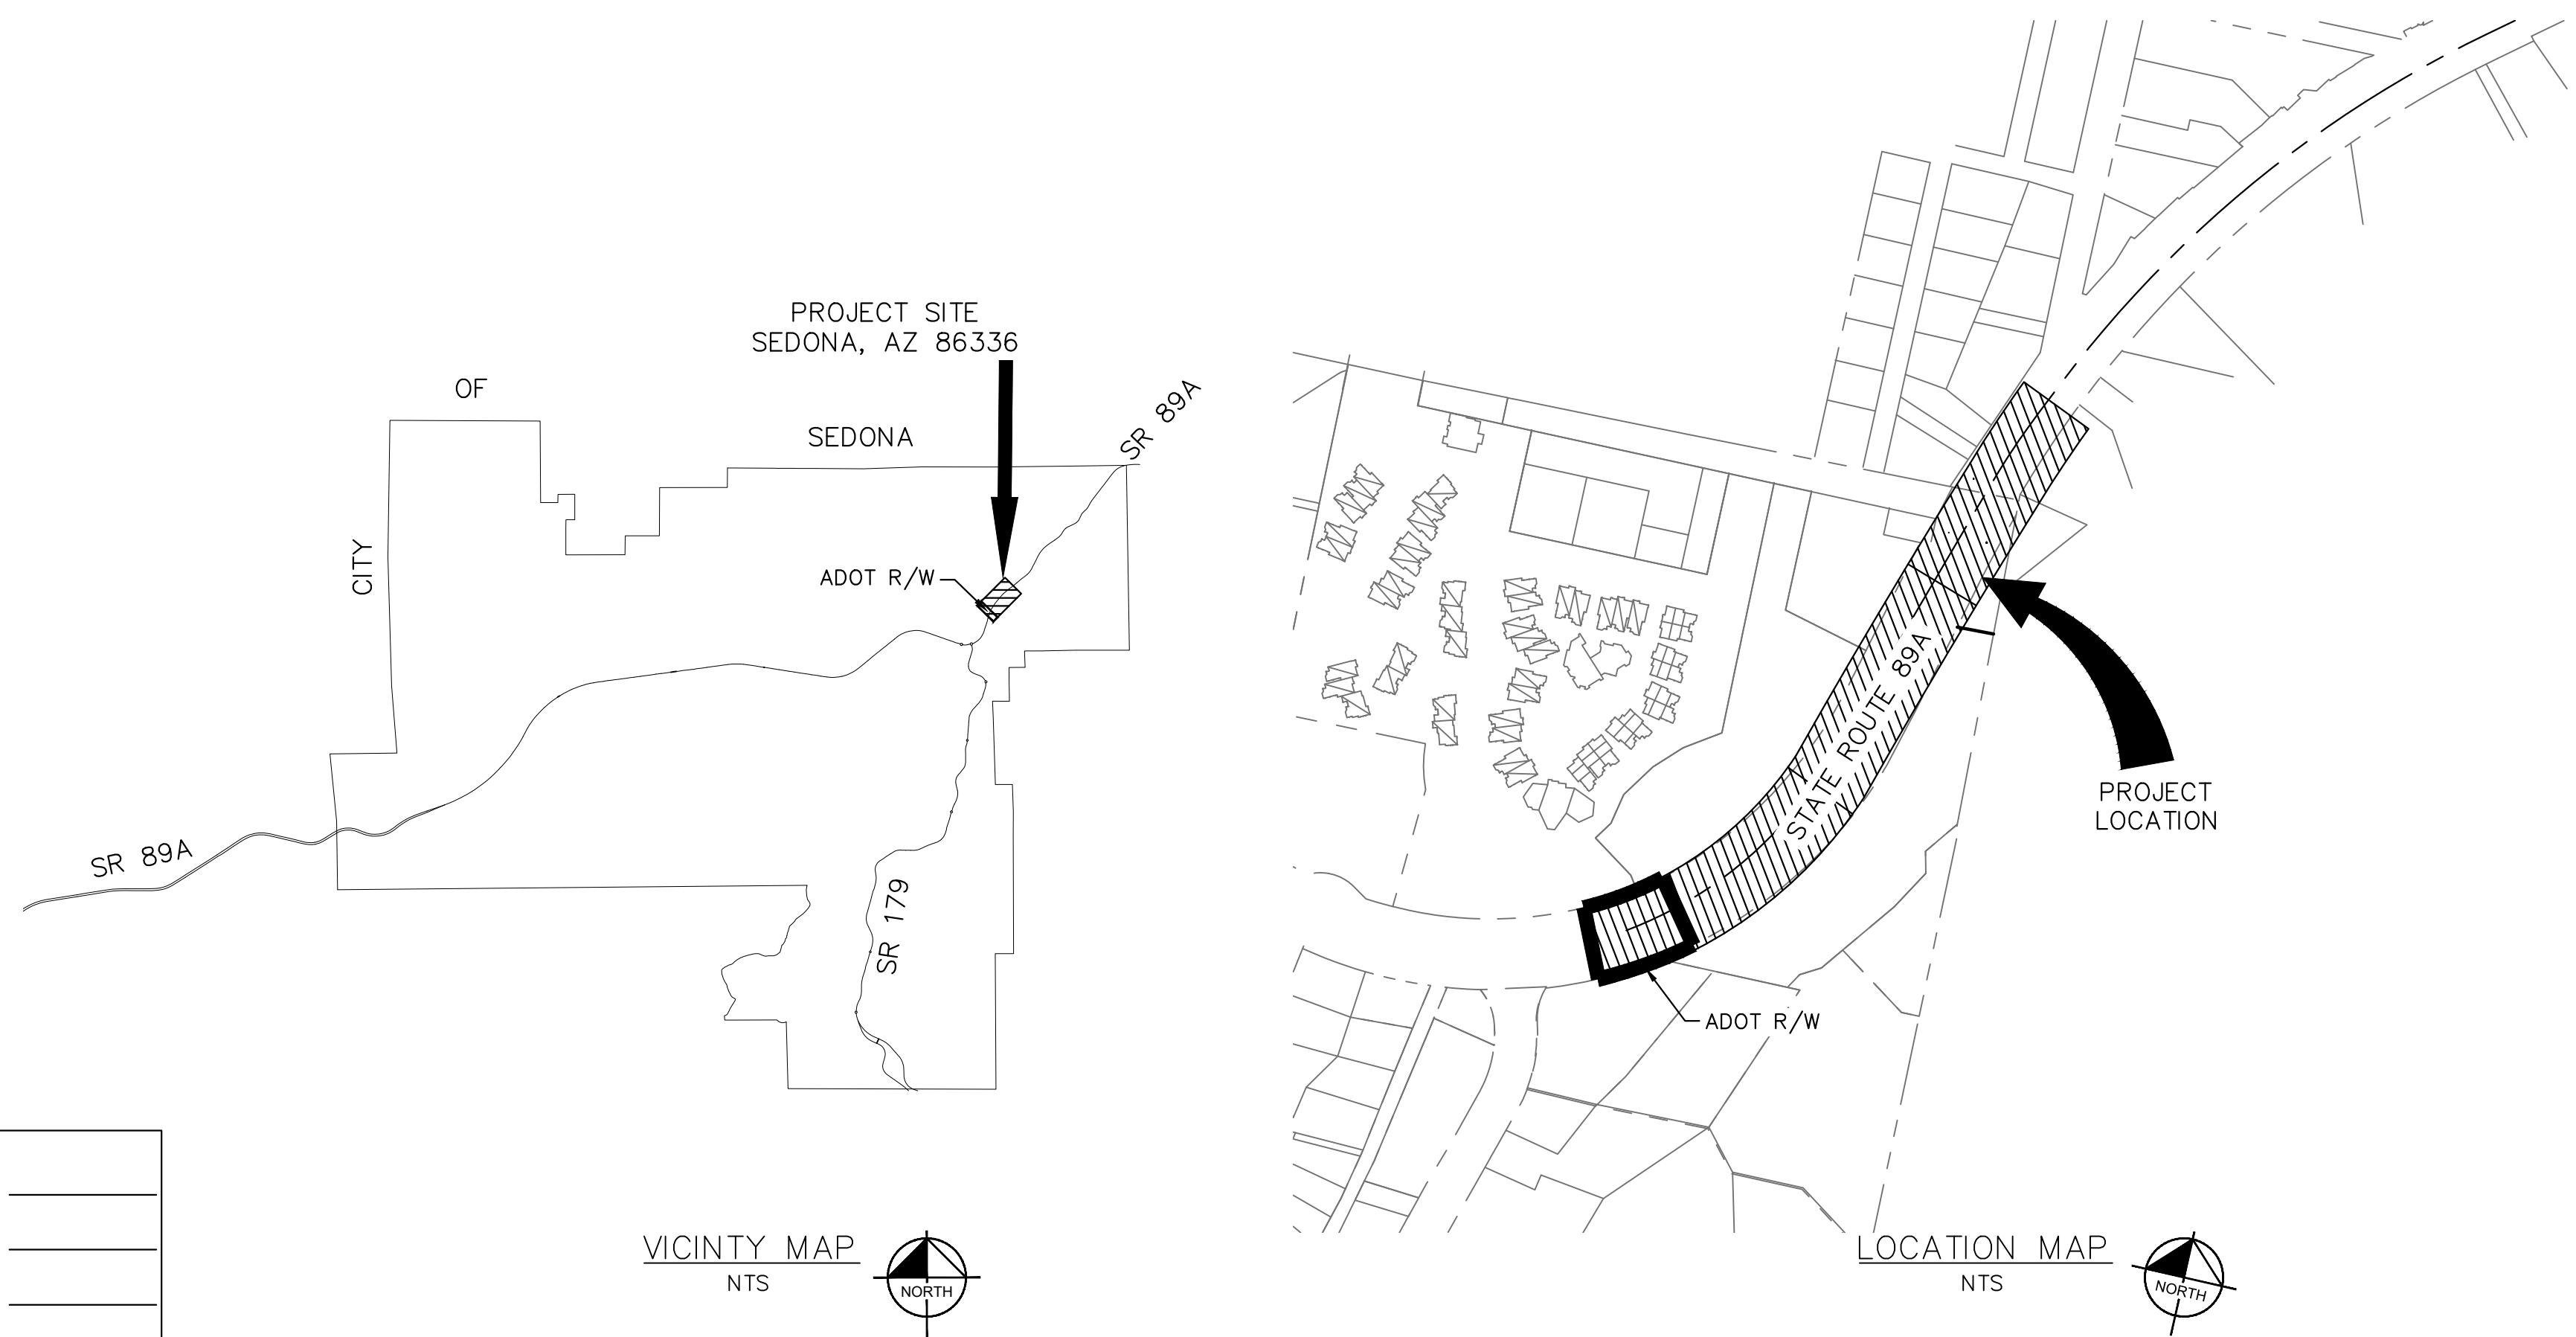 PROJECT SITE
SEDONA, AZ 86336
OF
SEDONA
SR 89A
CITY
ADOT R/W
SR 89A
SR 179
VICINTY MAP
NTS
NORTH
STATE ROUTE 89A
PROJECT
LOCATION
ADOT R/W
LOCATION MAP
NTS
NORTH